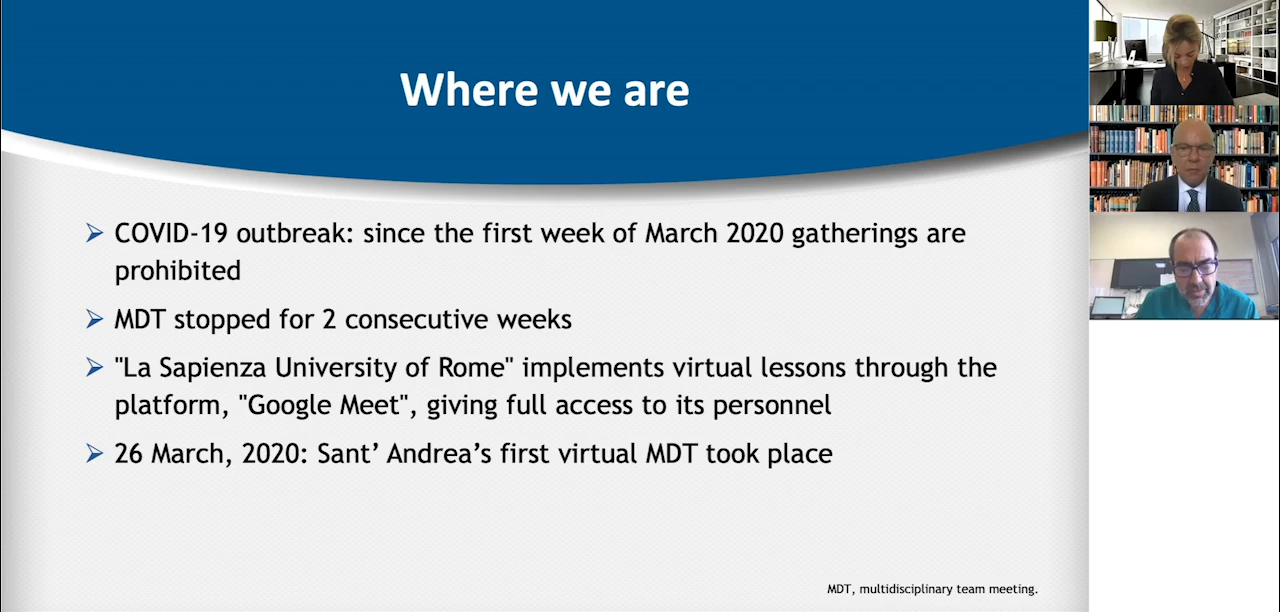 Where we are
COVID-19 outbreak: since the first week of March 2020 gatherings are
prohibited
MDT stopped for 2 consecutive weeks
"La Sapienza University of Rome" implements virtual lessons through the
platform, "Google Meet", giving full access to its personnel
26 March, 2020: Sant’ Andrea’s first virtual MDT took place
MDT, multidisciplinary team meeting.